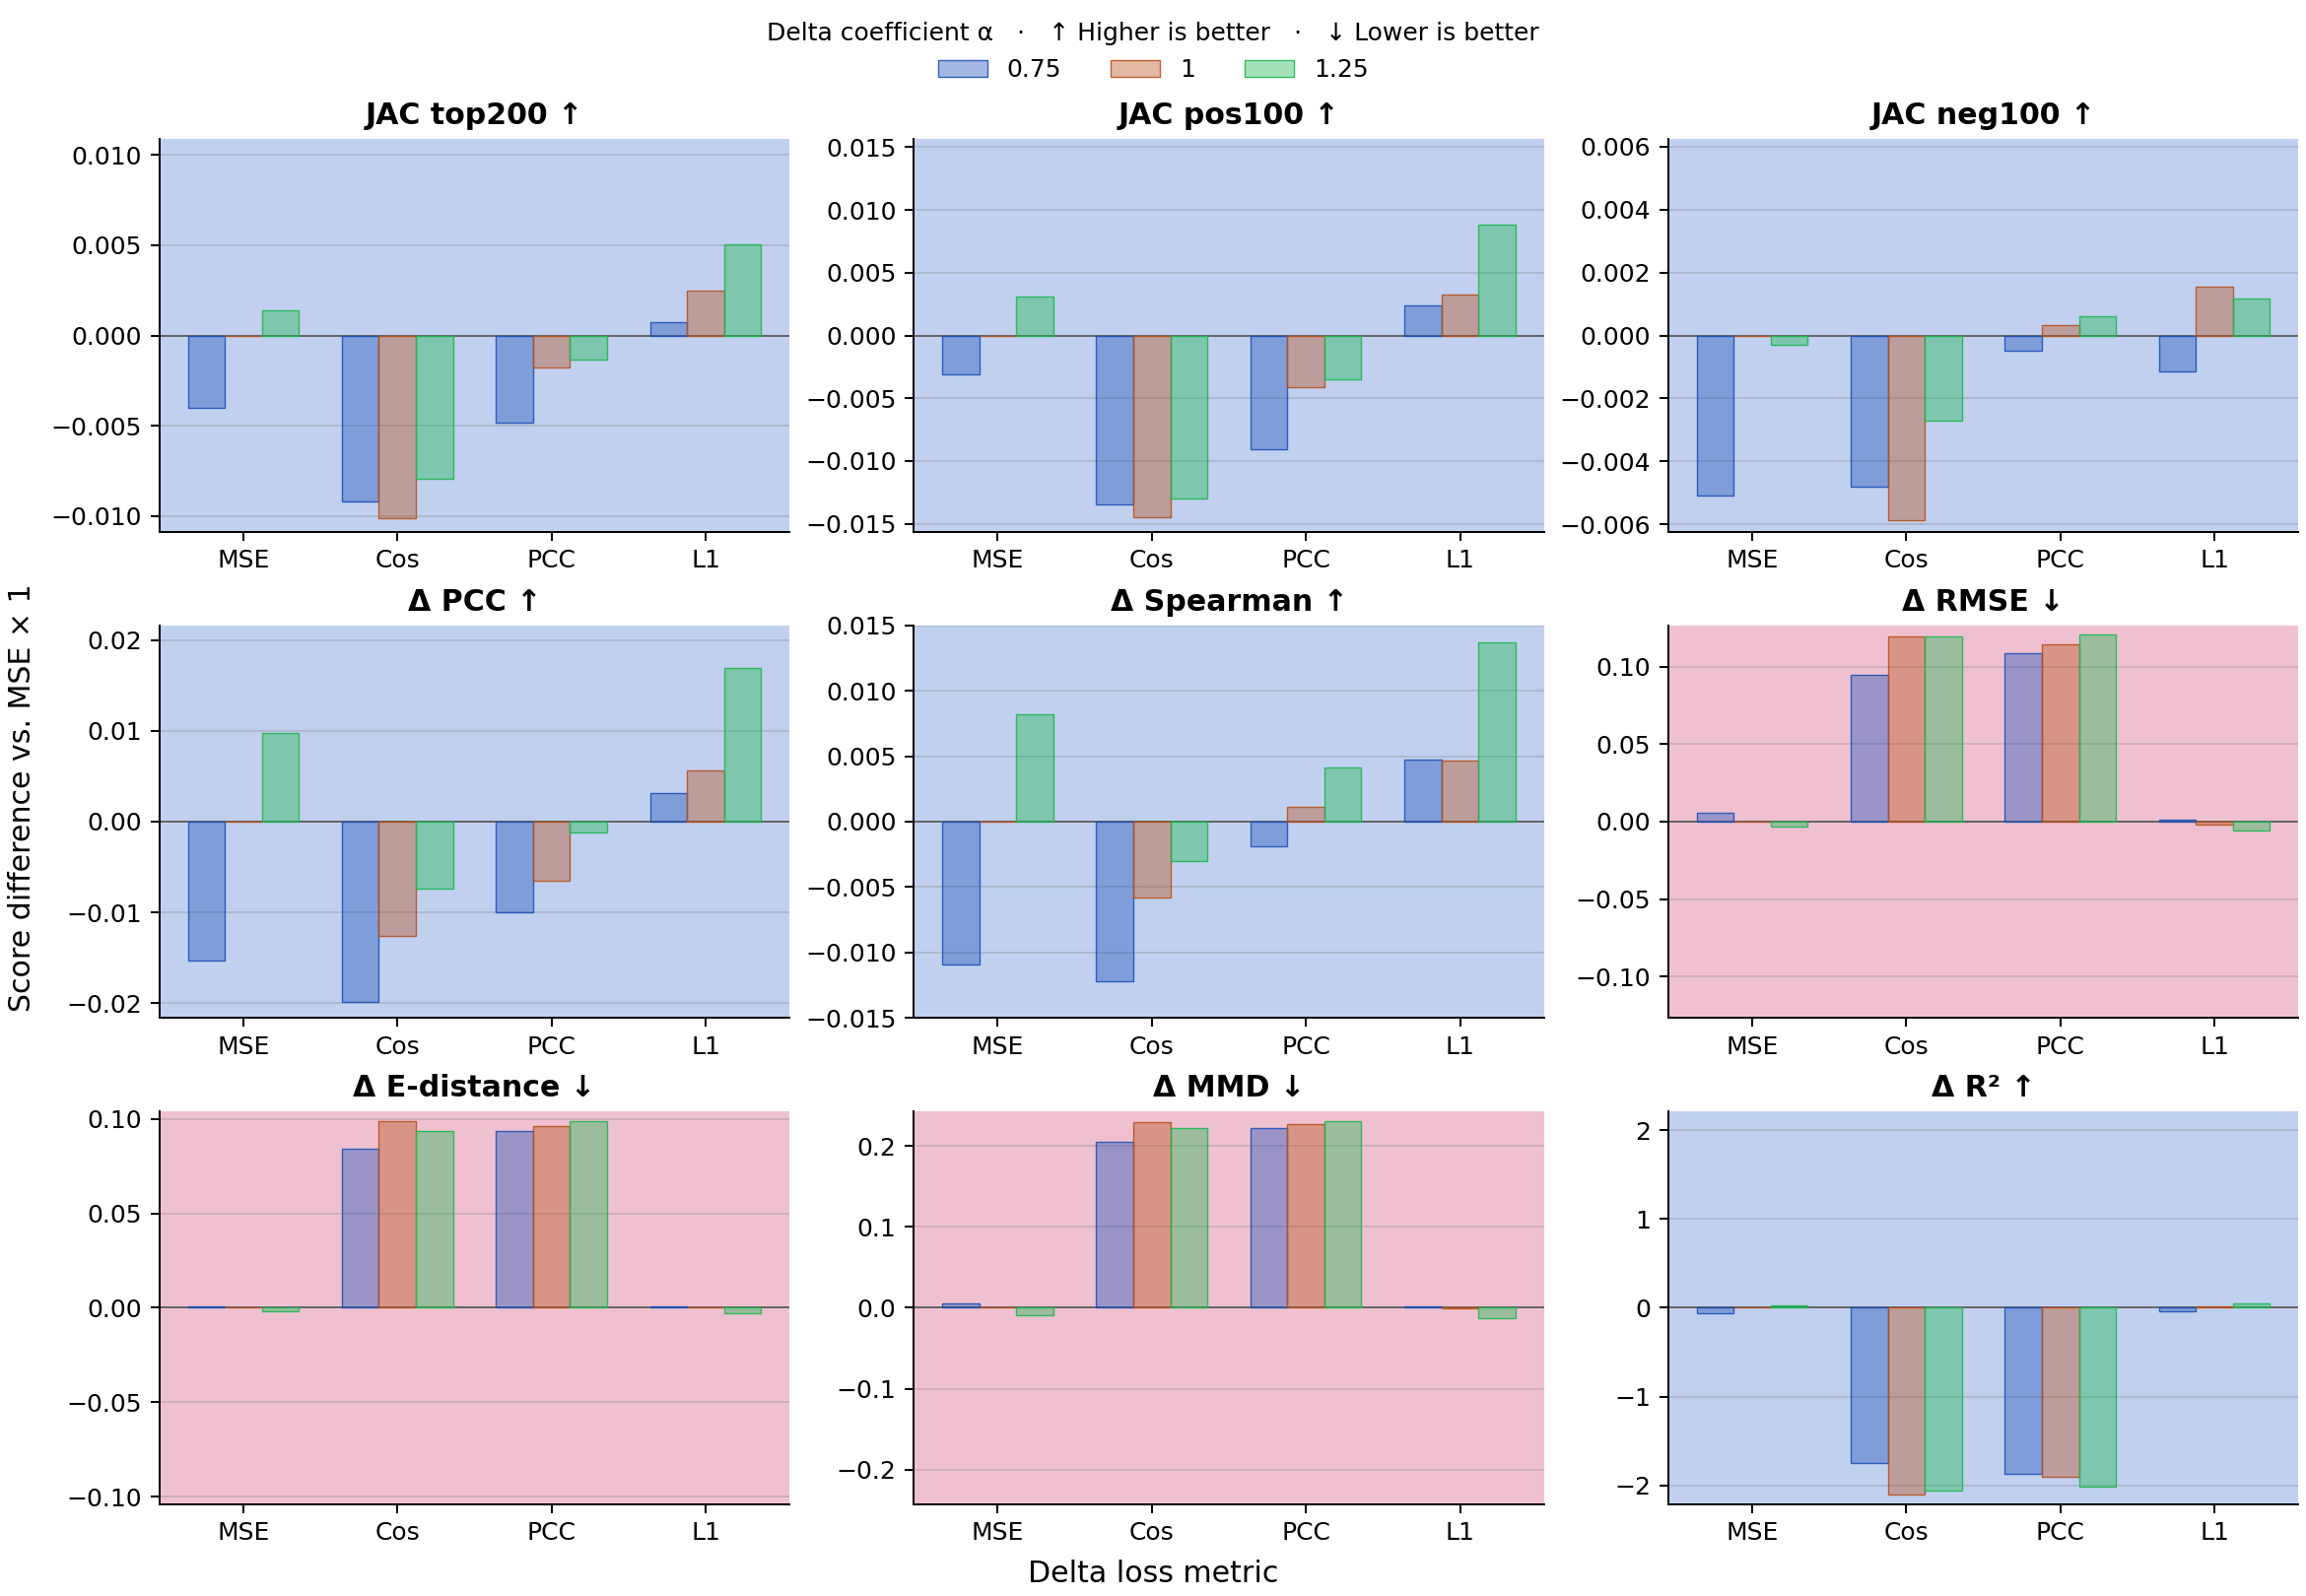 Delta coefficient α · ↑ Higher is better · ↓ Lower is better
0.75 1 1.25
JAC top200 ↑
0.010
0.005
0.000
−0.005
−0.010
MSE Cos PCC L1
JAC pos100 ↑
0.015
0.010
0.005
0.000
−0.005
−0.010
−0.015
MSE Cos PCC L1
JAC neg100 ↑
0.006
0.004
0.002
0.000
−0.002
−0.004
−0.006
MSE Cos PCC L1
Score difference vs. MSE × 1
Δ PCC ↑
0.02
0.01
0.00
−0.01
−0.02
MSE Cos PCC L1
Δ Spearman ↑
0.015
0.010
0.005
0.000
−0.005
−0.010
−0.015
MSE Cos PCC L1
Δ RMSE ↓
0.10
0.05
0.00
−0.05
−0.10
MSE Cos PCC L1
Δ E-distance ↓
0.10
0.05
0.00
−0.05
−0.10
MSE Cos PCC L1
Δ MMD ↓
0.2
0.1
0.0
−0.1
−0.2
MSE Cos PCC L1
Δ R² ↑
2
1
0
−1
−2
MSE Cos PCC L1
Delta loss metric